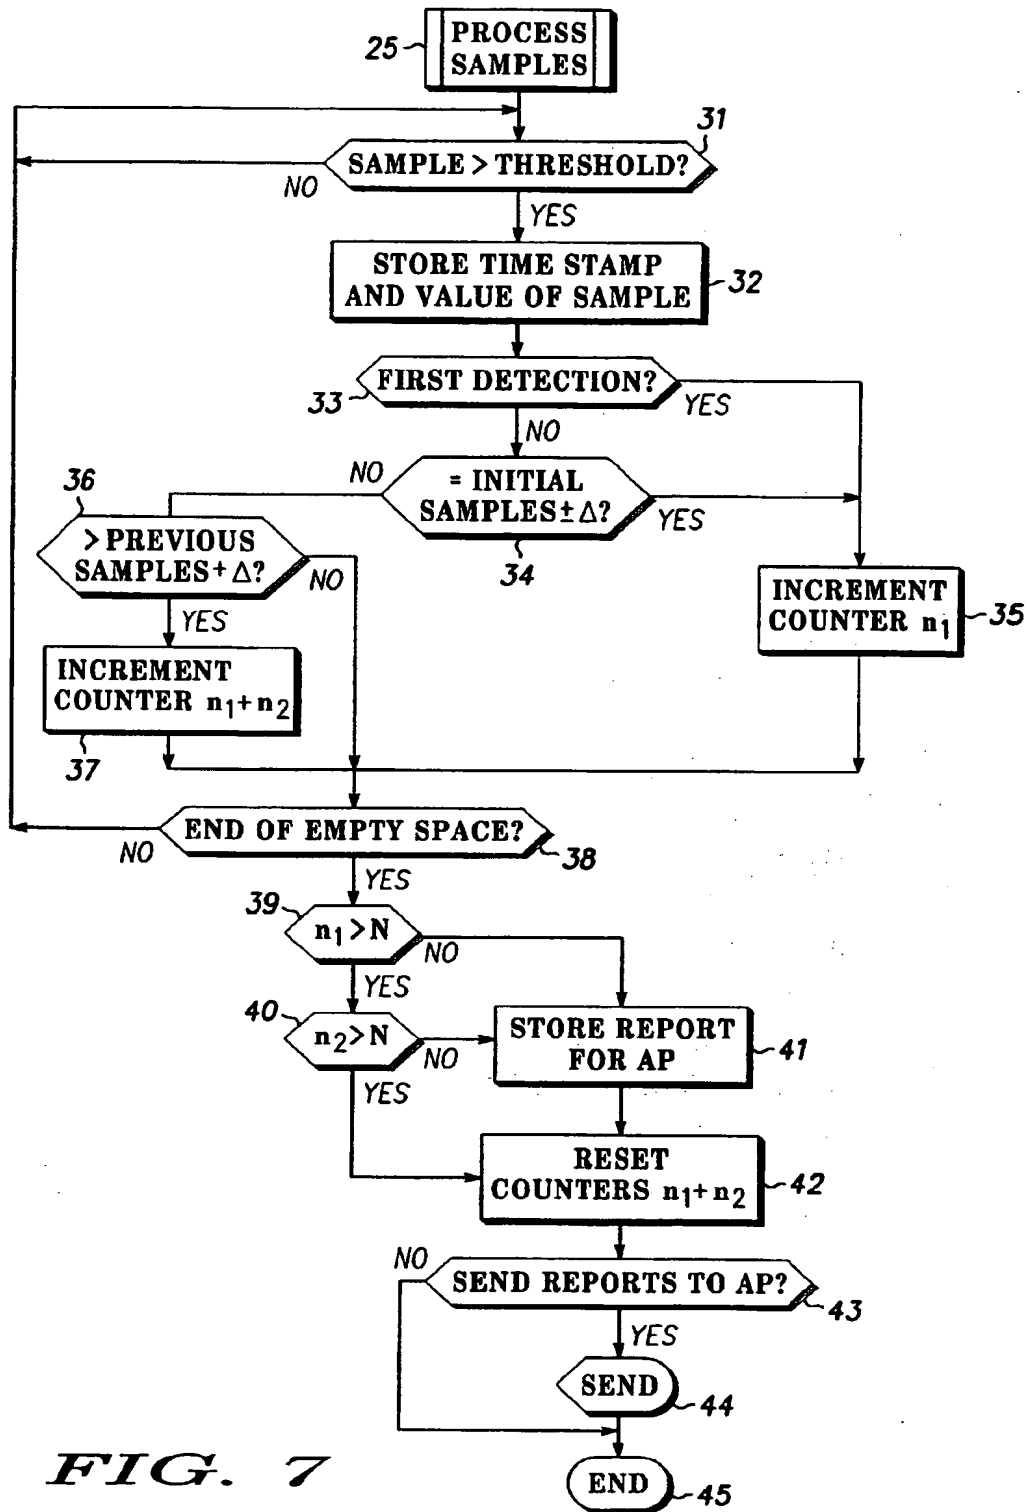 PROCESS
SAMPLES
25
31
SAMPLE > THRESHOLD?
NO
YES
STORE TIME STAMP
AND VALUE OF SAMPLE
32
FIRST DETECTION?
33
YES
NO
= INITIAL
SAMPLES ± Δ?
34
NO
YES
36
> PREVIOUS
SAMPLES + Δ?
NO
YES
INCREMENT
COUNTER n1
35
INCREMENT
COUNTER n1+n2
37
END OF EMPTY SPACE?
38
NO
YES
39
n1 > N
NO
YES
40
n2 > N
NO
YES
STORE REPORT
FOR AP
41
RESET
COUNTERS n1+n2
42
NO
SEND REPORTS TO AP?
43
YES
SEND
44
END
45
FIG. 7